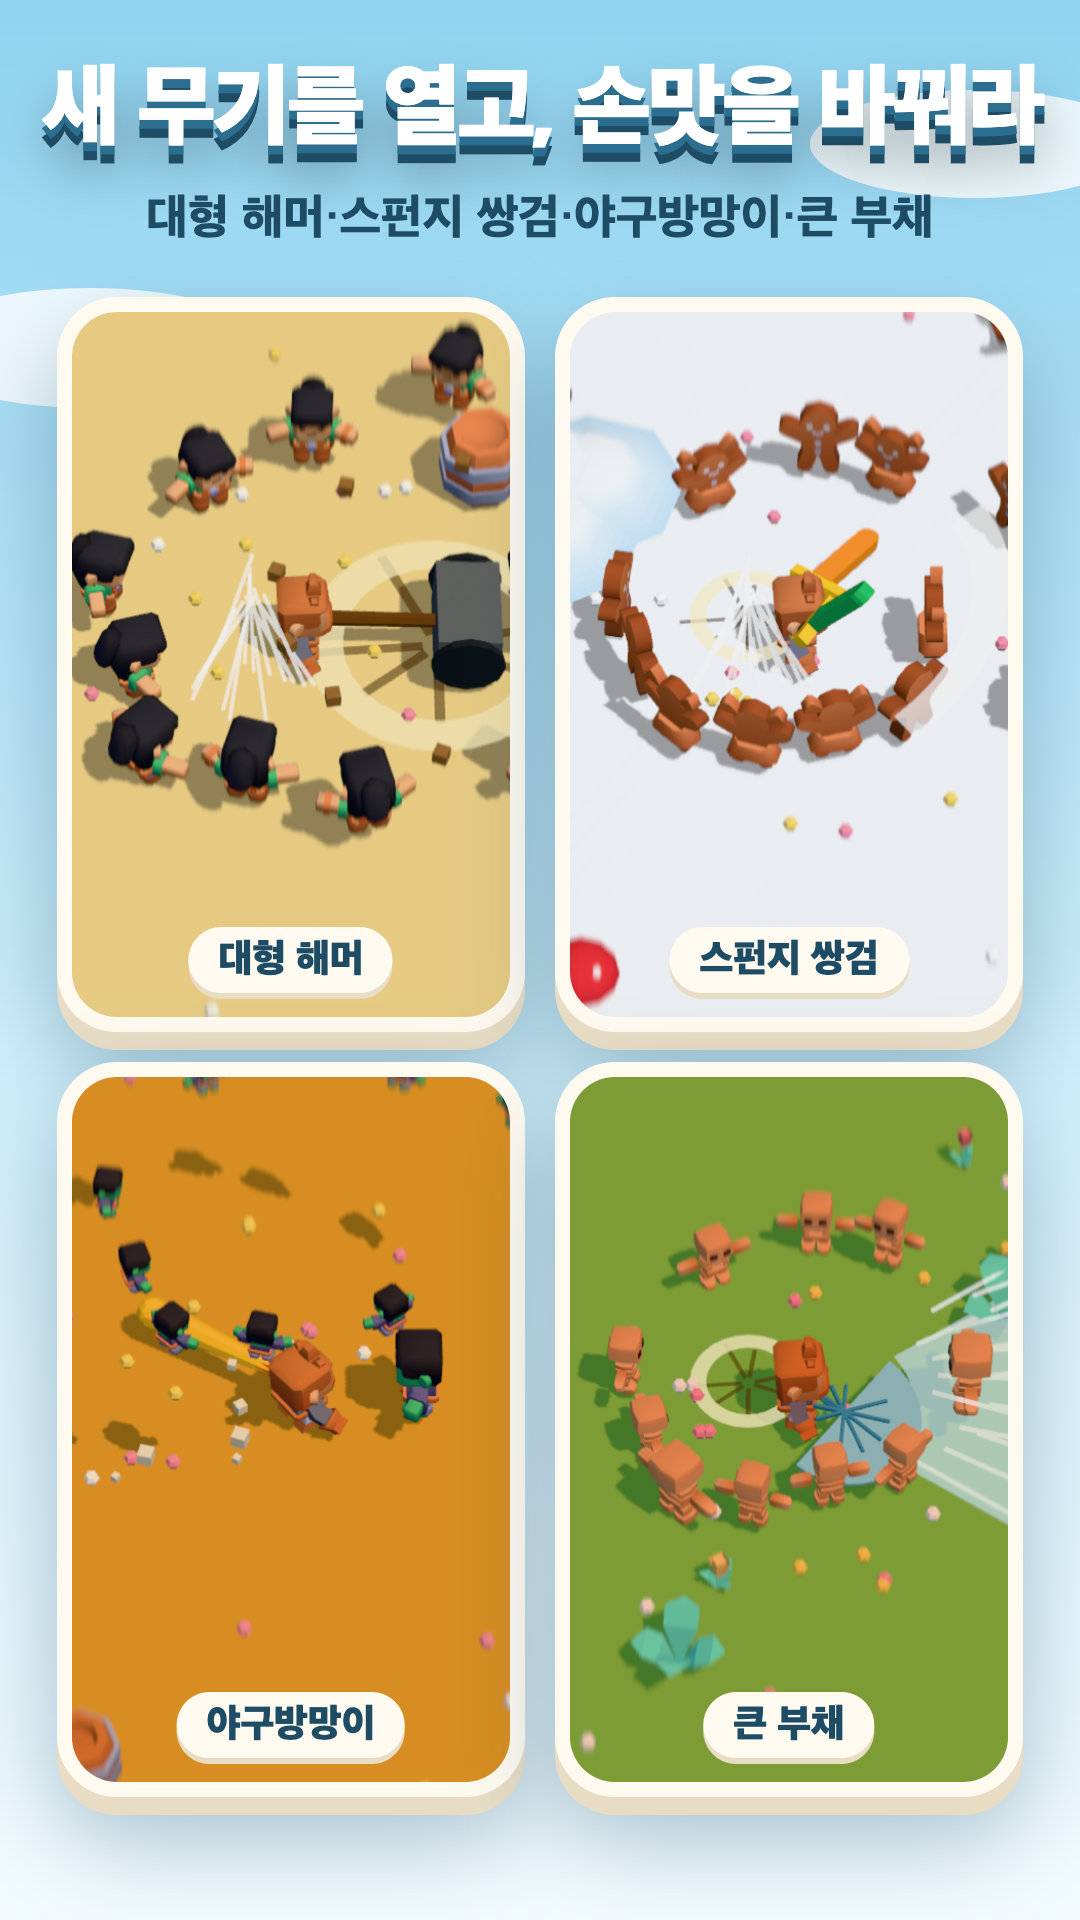 새 무기를 열고, 손맛을 바꿔라
대형 해머·스펀지 쌍검·야구방망이·큰 부채
대형 해머
스펀지 쌍검
야구방망이
큰 부채